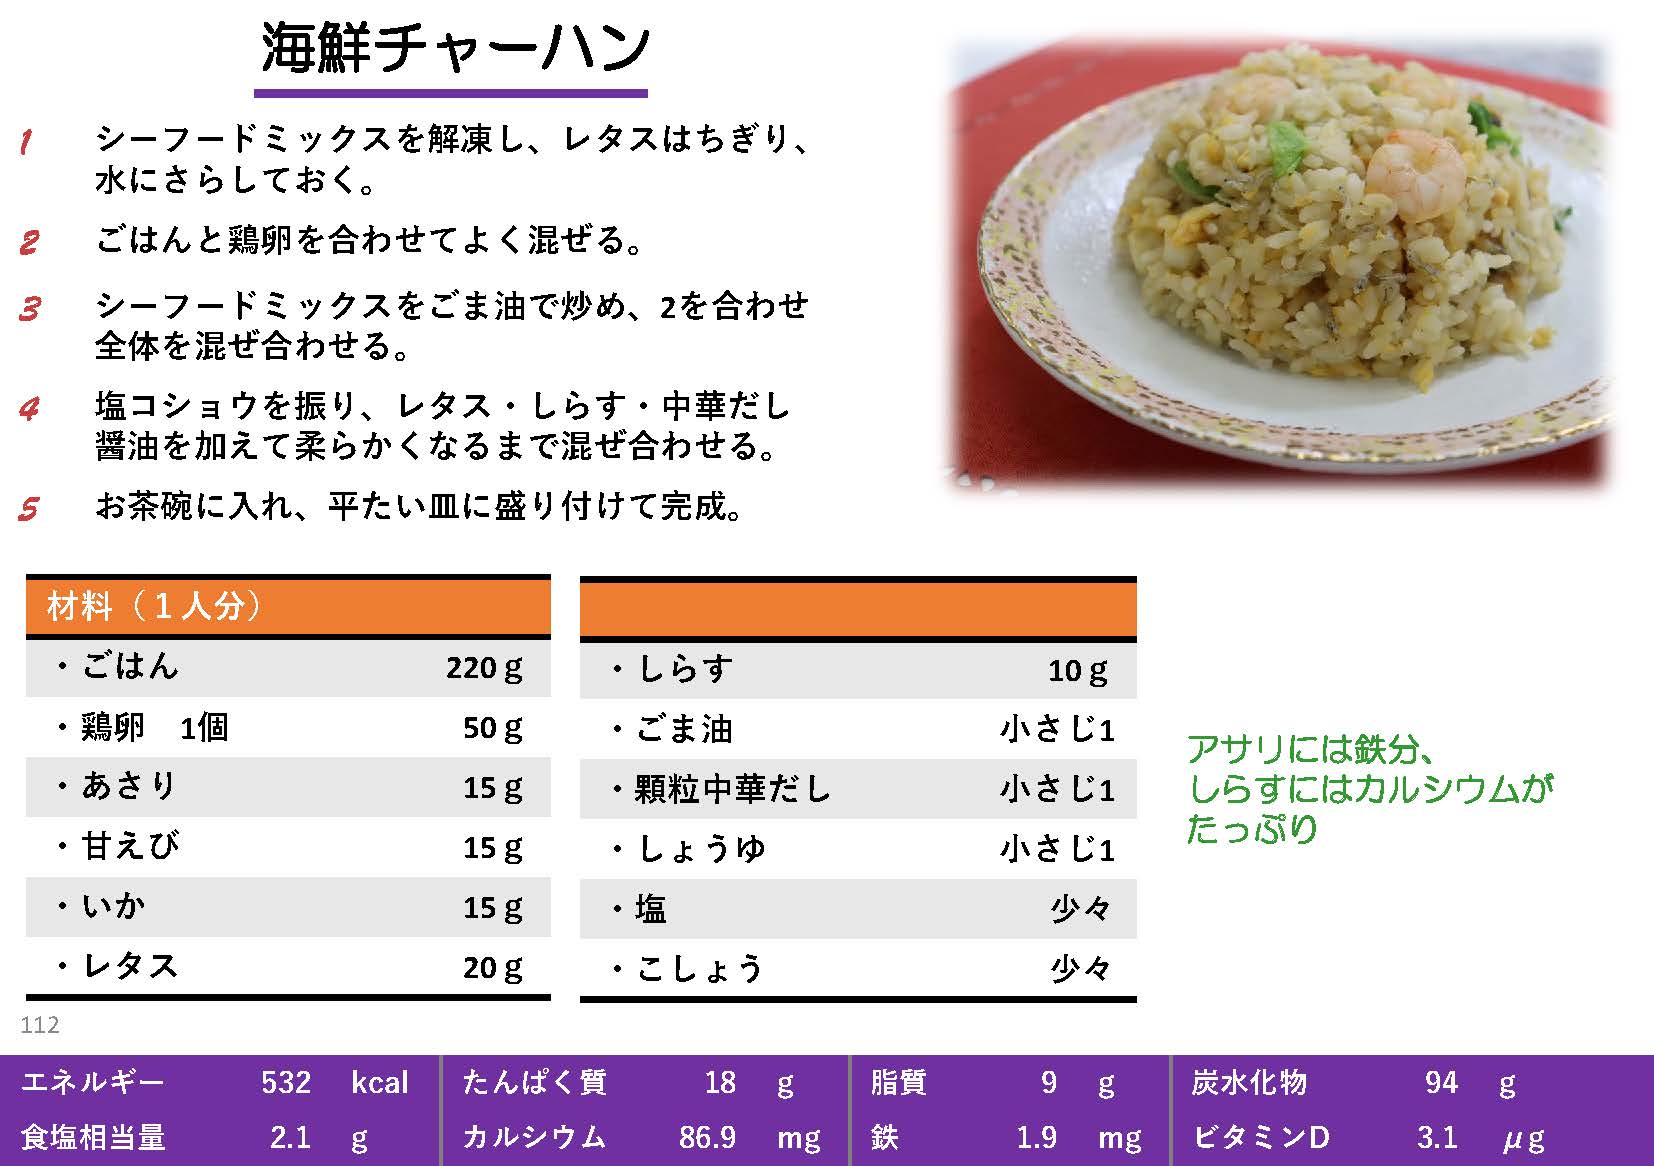 海鮮チャーハン
1 シーフードミックスを解凍し、レタスはちぎり、
水にさらしておく。
2 ごはんと鶏卵を合わせてよく混ぜる。
3 シーフードミックスをごま油で炒め、2を合わせ
全体を混ぜ合わせる。
4 塩コショウを振り、レタス・しらす・中華だし
醤油を加えて柔らかくなるまで混ぜ合わせる。
5 お茶碗に入れ、平たい皿に盛り付けて完成。
材料（１人分）
・ごはん 220ｇ
・鶏卵　1個 50ｇ
・あさり 15ｇ
・甘えび 15ｇ
・いか 15ｇ
・レタス 20ｇ
・しらす 10ｇ
・ごま油 小さじ1
・顆粒中華だし 小さじ1
・しょうゆ 小さじ1
・塩 少々
・こしょう 少々
アサリには鉄分、
しらすにはカルシウムが
たっぷり
112
エネルギー 532 kcal たんぱく質 18 g 脂質 9 g 炭水化物 94 g
食塩相当量 2.1 g カルシウム 86.9 mg 鉄 1.9 mg ビタミンD 3.1 μg